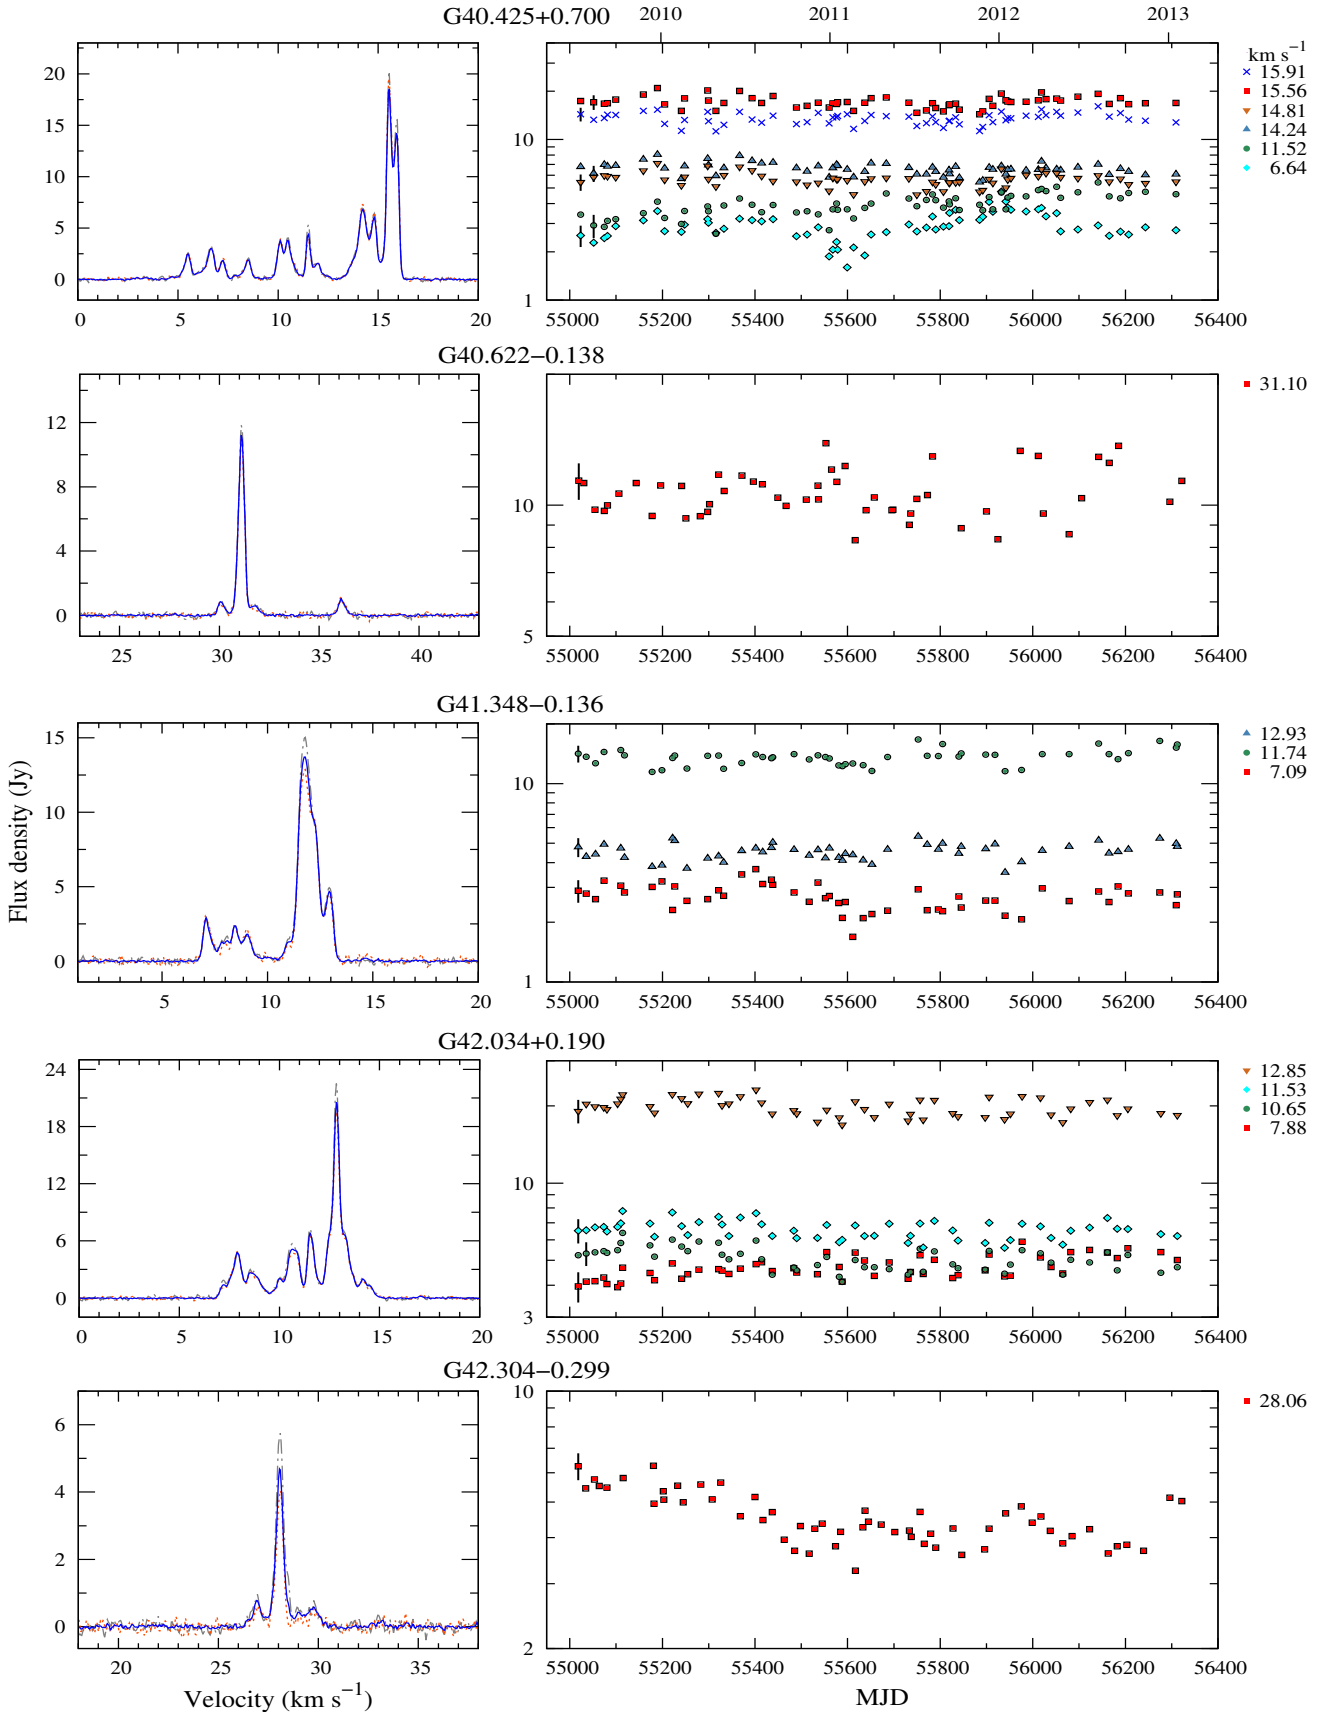 G40.425+0.700
2010 2011 2012 2013
20
15
10
5
0
0 5 10 15 20
10
1
55000 55200 55400 55600 55800 56000 56200 56400
km s−1
15.91
15.56
14.81
14.24
11.52
6.64
G40.622−0.138
12
8
4
0
25 30 35 40
10
5
55000 55200 55400 55600 55800 56000 56200 56400
31.10
G41.348−0.136
15
10
5
0
5 10 15 20
10
1
55000 55200 55400 55600 55800 56000 56200 56400
12.93
11.74
7.09
Flux density (Jy)
G42.034+0.190
24
18
12
6
0
0 5 10 15 20
10
3
55000 55200 55400 55600 55800 56000 56200 56400
12.85
11.53
10.65
7.88
G42.304−0.299
6
4
2
0
20 25 30 35
10
2
55000 55200 55400 55600 55800 56000 56200 56400
28.06
Velocity (km s−1)
MJD